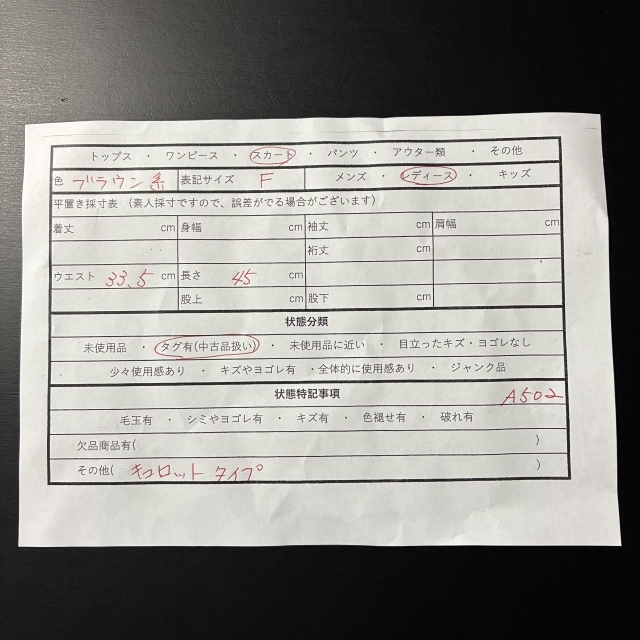 トップス ・ ワンピース ・ スカート ・ パンツ ・ アウター類 ・ その他
色 ブラウン系 表記サイズ F メンズ ・ レディース ・ キッズ
平置き採寸表 (素人採寸ですので、誤差がでる場合がございます)
着丈 cm 身幅 cm 袖丈 cm 肩幅 cm
裄丈 cm
ウエスト 33.5 cm 長さ 45 cm
股上 cm 股下 cm
状態分類
未使用品 ・ タグ有(中古品扱い) ・ 未使用品に近い ・ 目立ったキズ・ヨゴレなし
少々使用感あり ・ キズやヨゴレ有 ・全体的に使用感あり ・ ジャンク品
状態特記事項 A502
毛玉有 ・ シミやヨゴレ有 ・ キズ有 ・ 色褪せ有 ・ 破れ有
欠品商品有( )
その他( キュロットタイプ )